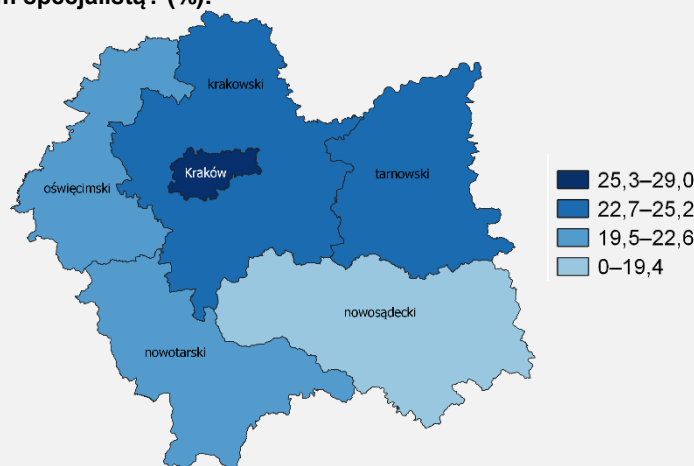 specjalistą? (%).
krakowski
Kraków
tarnowski
oświęcimski
nowosądecki
nowotarski
25,3–29,0
22,7–25,2
19,5–22,6
0–19,4